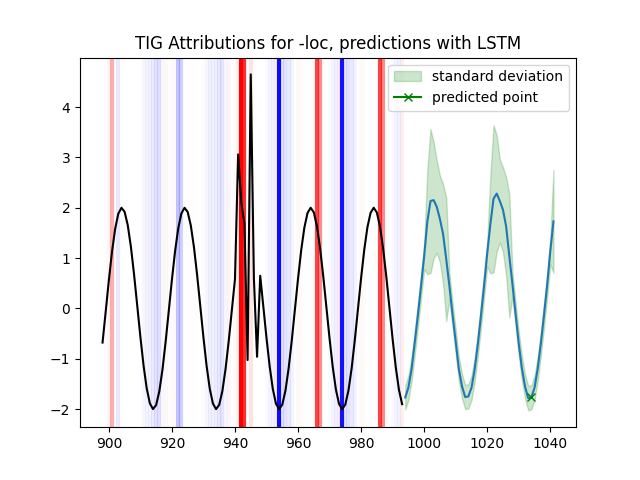 TIG Attributions for -loc, predictions with LSTM
standard deviation
predicted point
4
3
2
1
0
−1
−2
900 920 940 960 980 1000 1020 1040